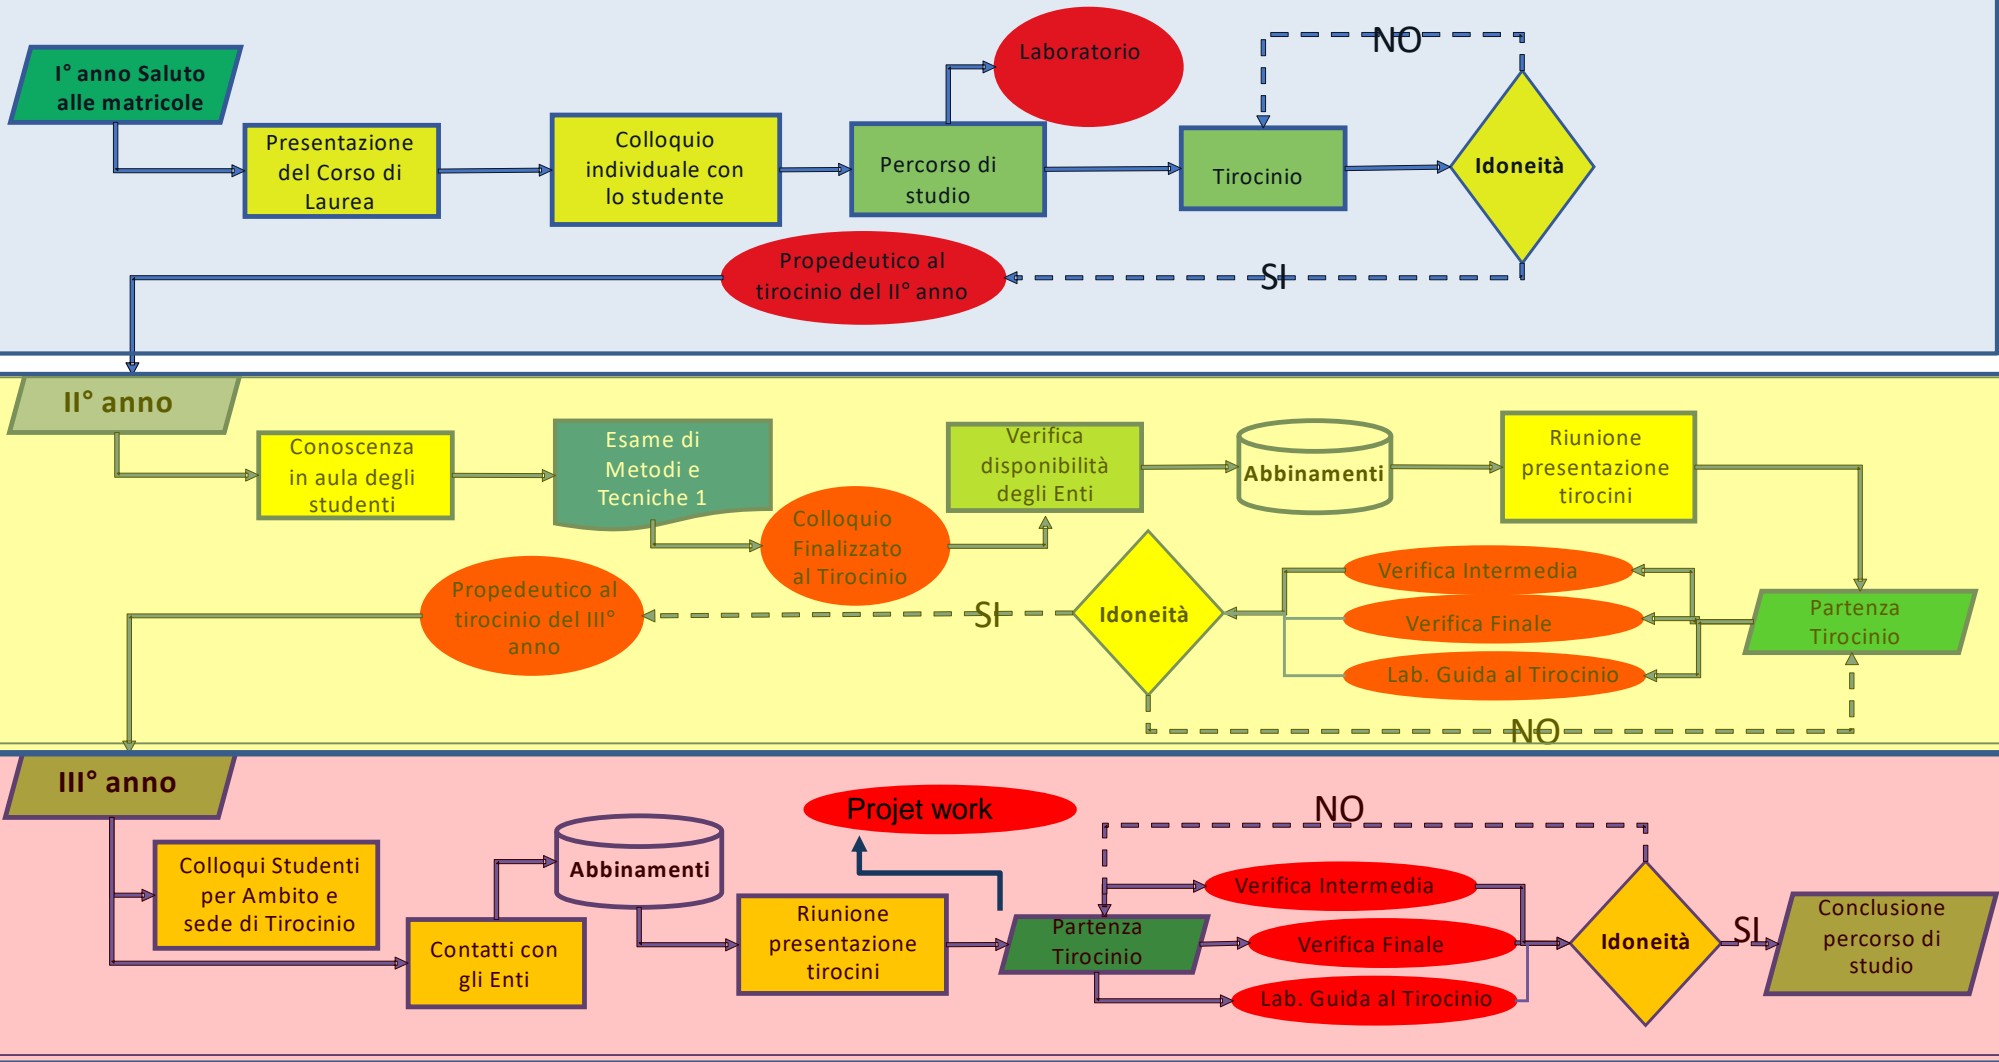 I° anno Saluto
alle matricole
Presentazione
del Corso di
Laurea
Colloquio
individuale con
lo studente
Percorso di
studio
Laboratorio
Tirocinio
NO
Idoneità
SI
Propedeutico al
tirocinio del II° anno
II° anno
Conoscenza
in aula degli
studenti
Esame di
Metodi e
Tecniche 1
Colloquio
Finalizzato
al Tirocinio
Verifica
disponibilità
degli Enti
Abbinamenti
Riunione
presentazione
tirocini
Partenza
Tirocinio
Verifica Intermedia
Verifica Finale
Lab. Guida al Tirocinio
Idoneità
NO
SI
Propedeutico al
tirocinio del III°
anno
III° anno
Colloqui Studenti
per Ambito e
sede di Tirocinio
Contatti con
gli Enti
Abbinamenti
Riunione
presentazione
tirocini
Projet work
Partenza
Tirocinio
NO
Verifica Intermedia
Verifica Finale
Lab. Guida al Tirocinio
Idoneità
SI
Conclusione
percorso di
studio